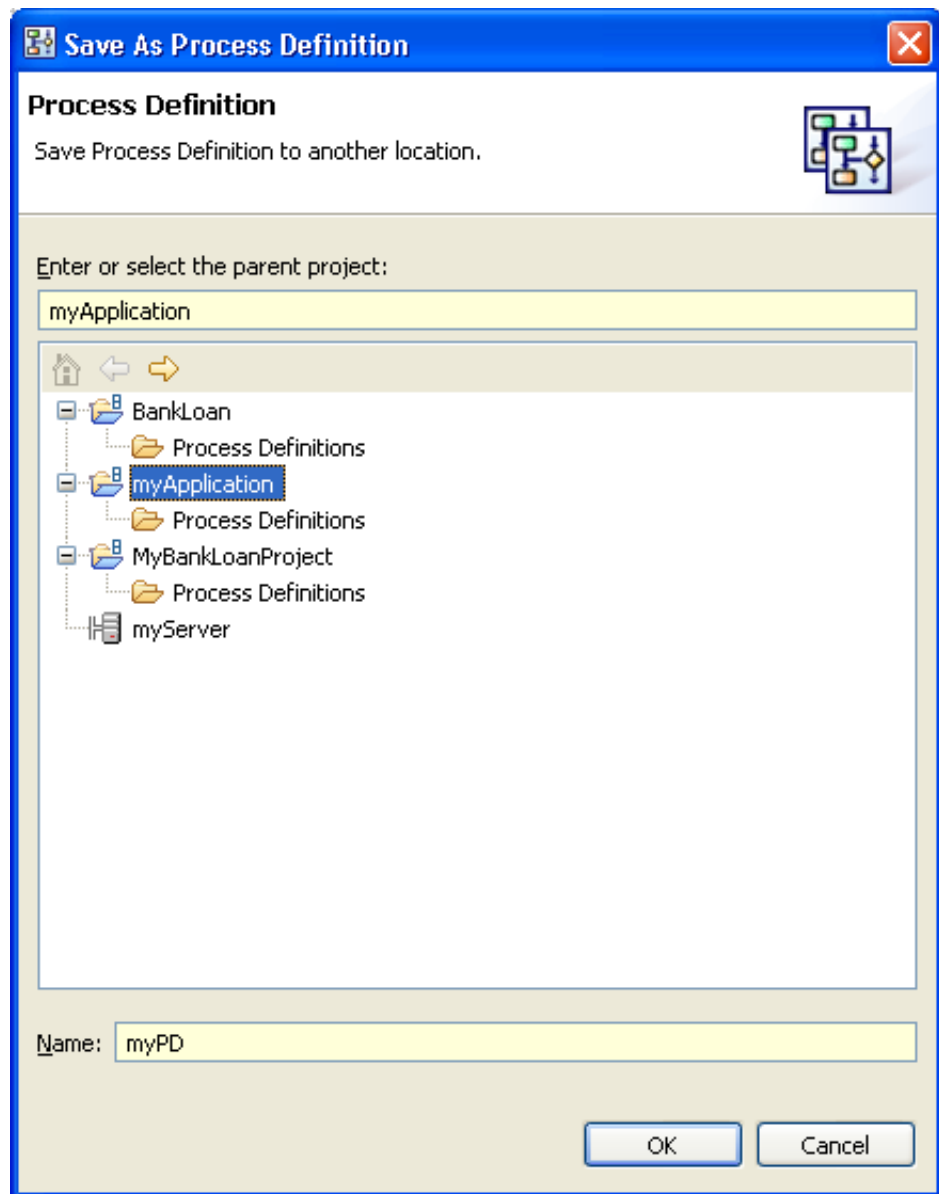 Save As Process Definition
Process Definition
Save Process Definition to another location.
Enter or select the parent project:
myApplication
BankLoan
Process Definitions
myApplication
Process Definitions
MyBankLoanProject
Process Definitions
myServer
Name: myPD
OK Cancel